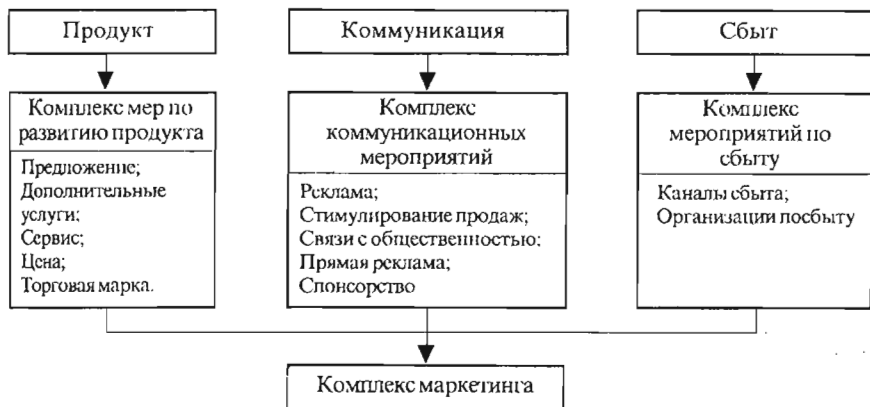 Продукт
Комплекс мер по
развитию продукта
Предложение;
Дополнительные
услуги;
Сервис;
Цена;
Торговая марка.
Коммуникация
Комплекс
коммуникационных
мероприятий
Реклама;
Стимулирование продаж;
Связи с общественностью;
Прямая реклама;
Спонсорство
Сбыт
Комплекс
мероприятий по
сбыту
Каналы сбыта;
Организации посбыту
Комплекс маркетинга